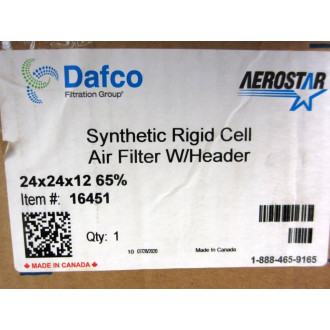 Dafco
Filtration Group®
AEROSTAR
Synthetic Rigid Cell
Air Filter W/Header
24x24x12 65%
Item #: 16451
Qty: 1
10 07/28/2020
Made In Canada
MADE IN CANADA
1-888-465-9165